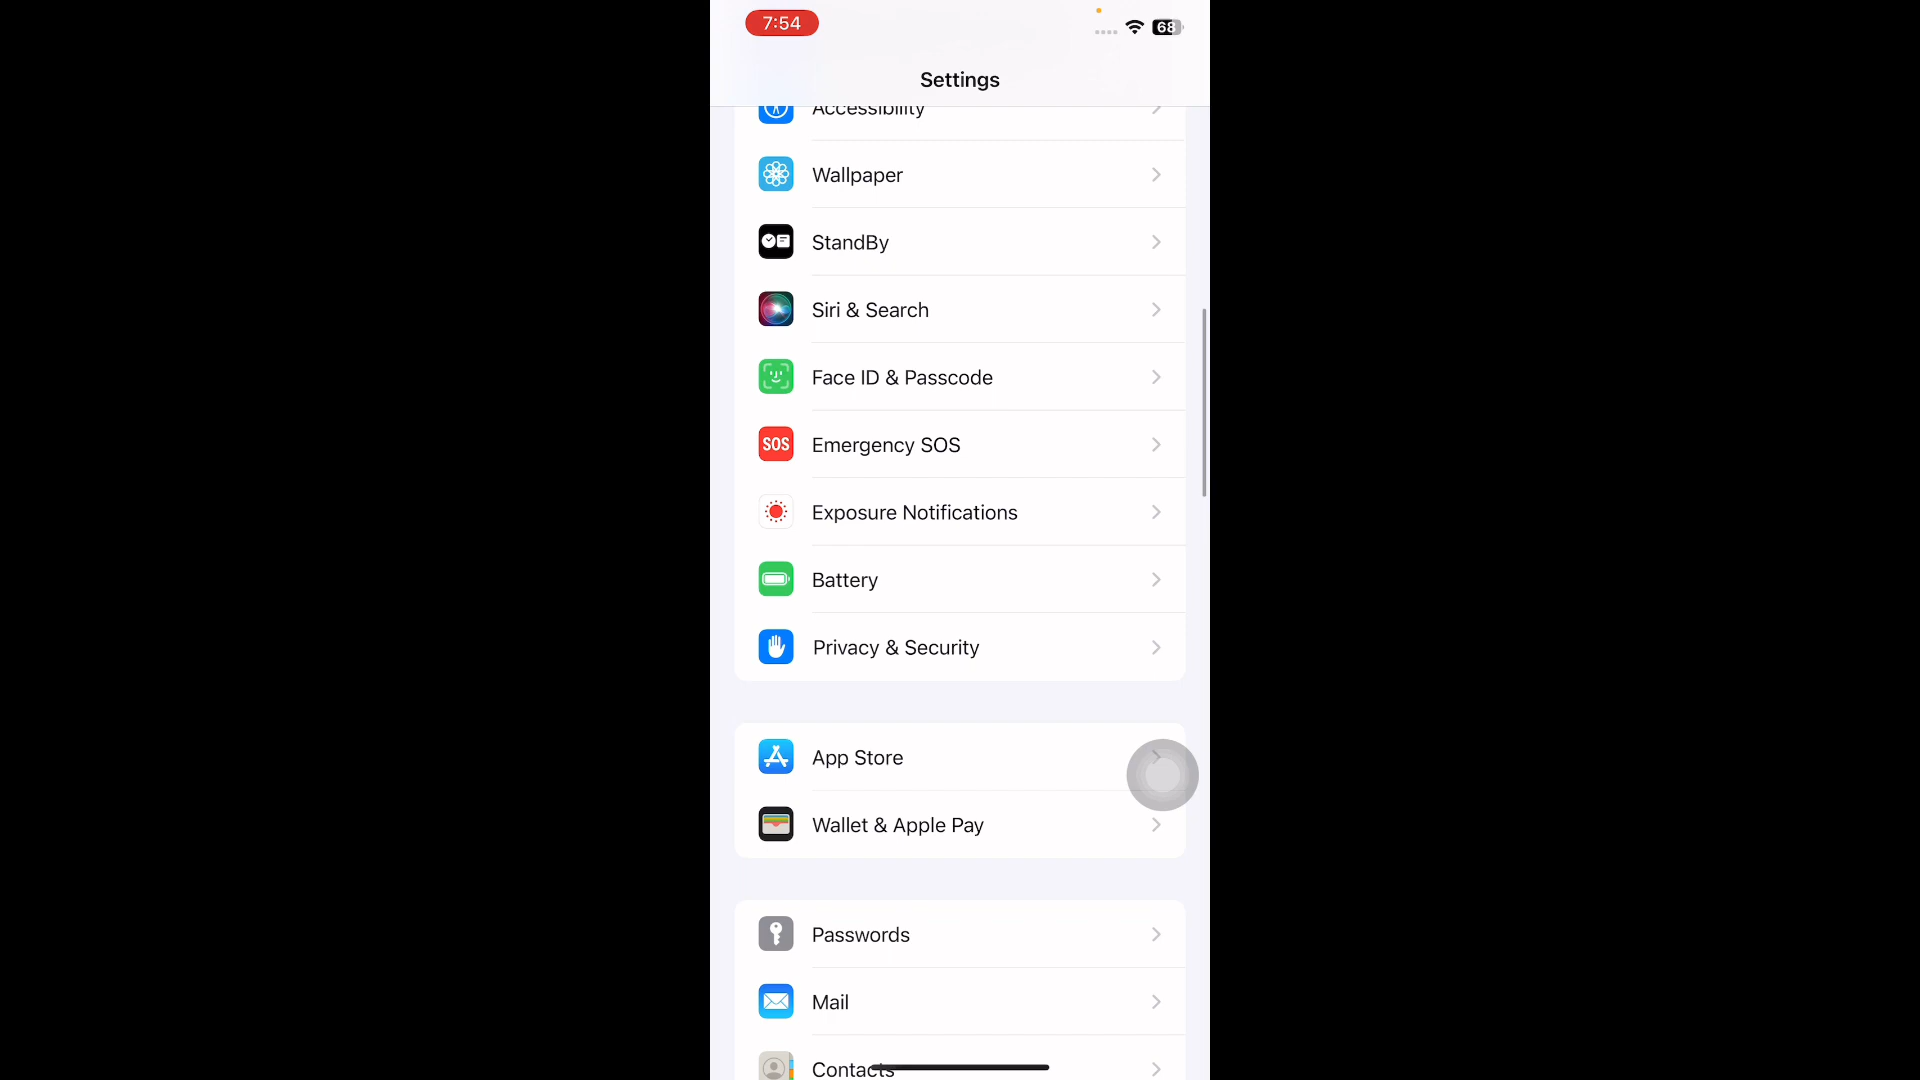 7:54
68
Settings
Accessibility
Wallpaper
StandBy
Siri & Search
Face ID & Passcode
SOS
Emergency SOS
Exposure Notifications
Battery
Privacy & Security
App Store
Wallet & Apple Pay
Passwords
Mail
Contacts